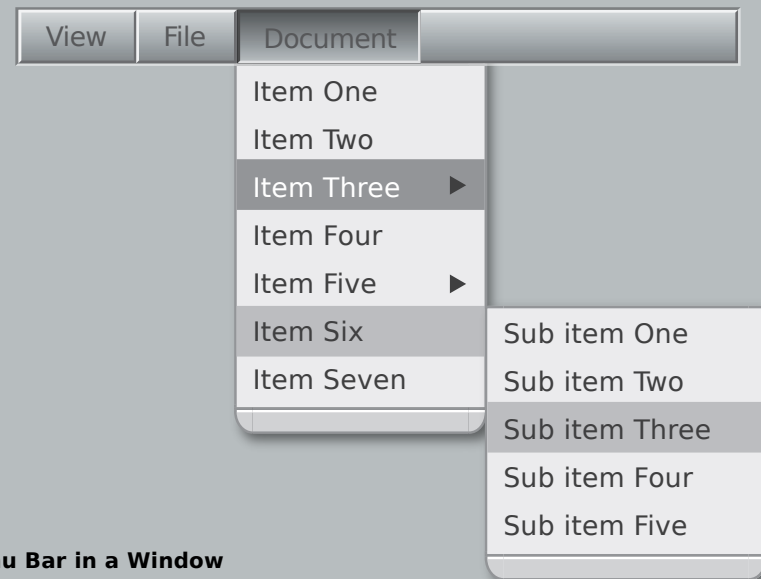 View File Document
Item One
Item Two
Item Three
Item Four
Item Five
Item Six
Item Seven
Sub item One
Sub item Two
Sub item Three
Sub item Four
Sub item Five
Bar in a Window